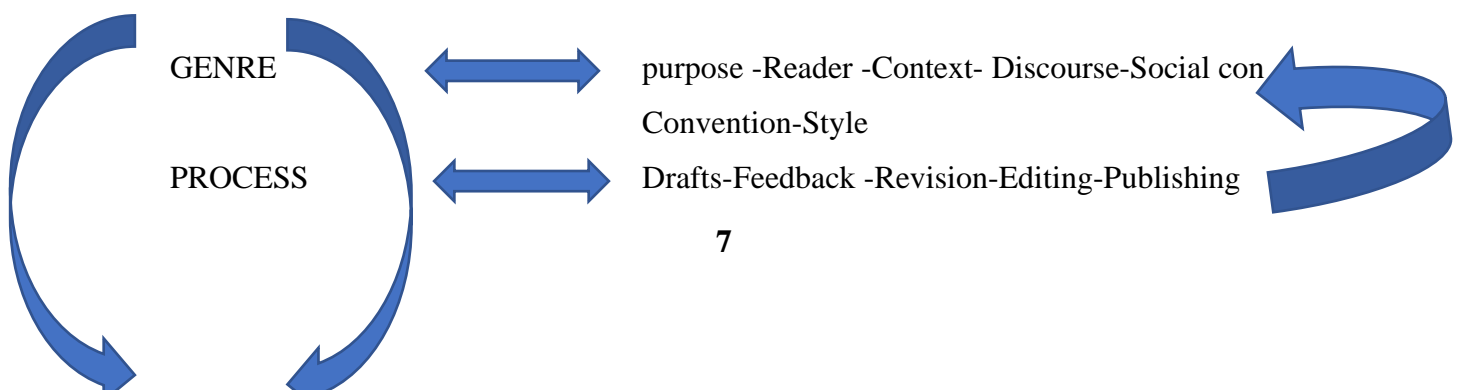 GENRE purpose -Reader -Context- Discourse-Social con
Convention-Style
PROCESS Drafts-Feedback -Revision-Editing-Publishing
7